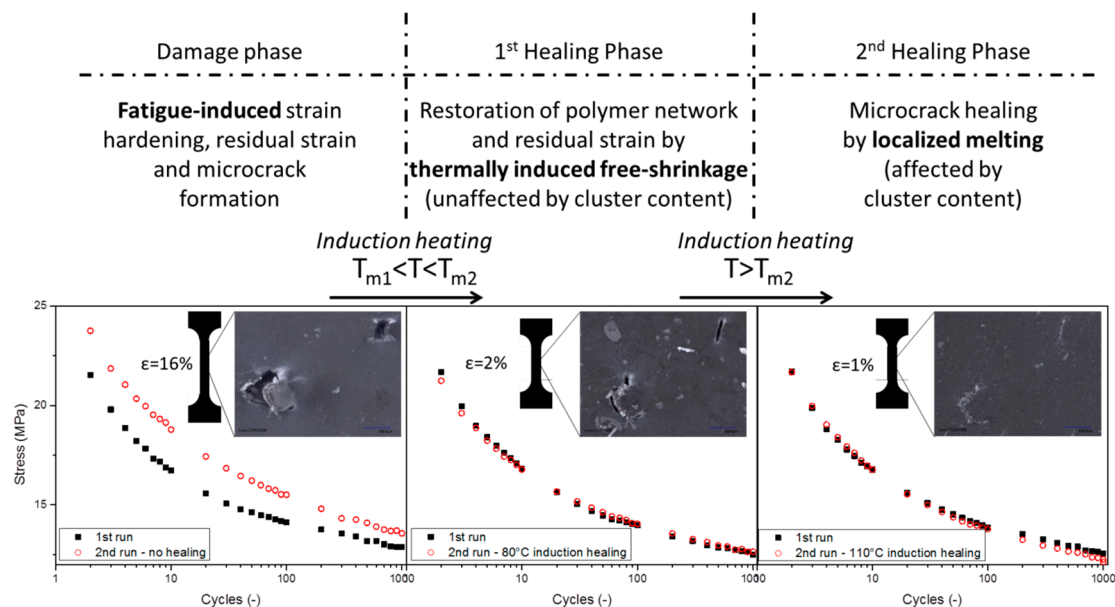 Damage phase
1st Healing Phase
2nd Healing Phase
Fatigue-induced strain
hardening, residual strain
and microcrack
formation
Restoration of polymer network
and residual strain by
thermally induced free-shrinkage
(unaffected by cluster content)
Microcrack healing
by localized melting
(affected by
cluster content)
Induction heating
Tm1<T<Tm2
Induction heating
T>Tm2
Stress (MPa)
25
20
15
ε=16%
1st run
2nd run - no healing
1
10
100
Cycles (-)
ε=2%
1st run
2nd run - 80°C induction healing
10
100
Cycles (-)
ε=1%
1st run
2nd run - 110°C induction healing
10
100
1000
Cycles (-)